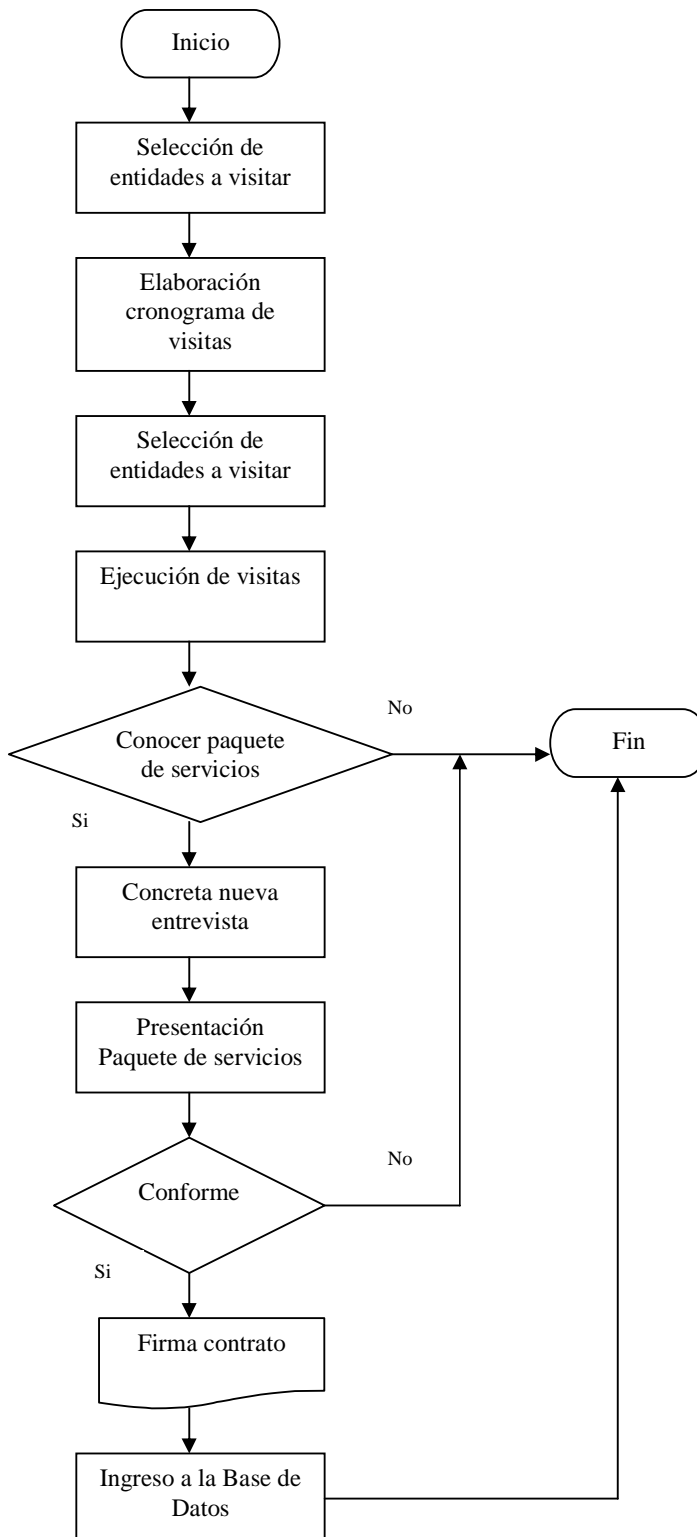 Inicio
Selección de
entidades a visitar
Elaboración
cronograma de
visitas
Selección de
entidades a visitar
Ejecución de visitas
No
Conocer paquete
de servicios
Fin
Si
Concreta nueva
entrevista
Presentación
Paquete de servicios
No
Conforme
Si
Firma contrato
Ingreso a la Base de
Datos